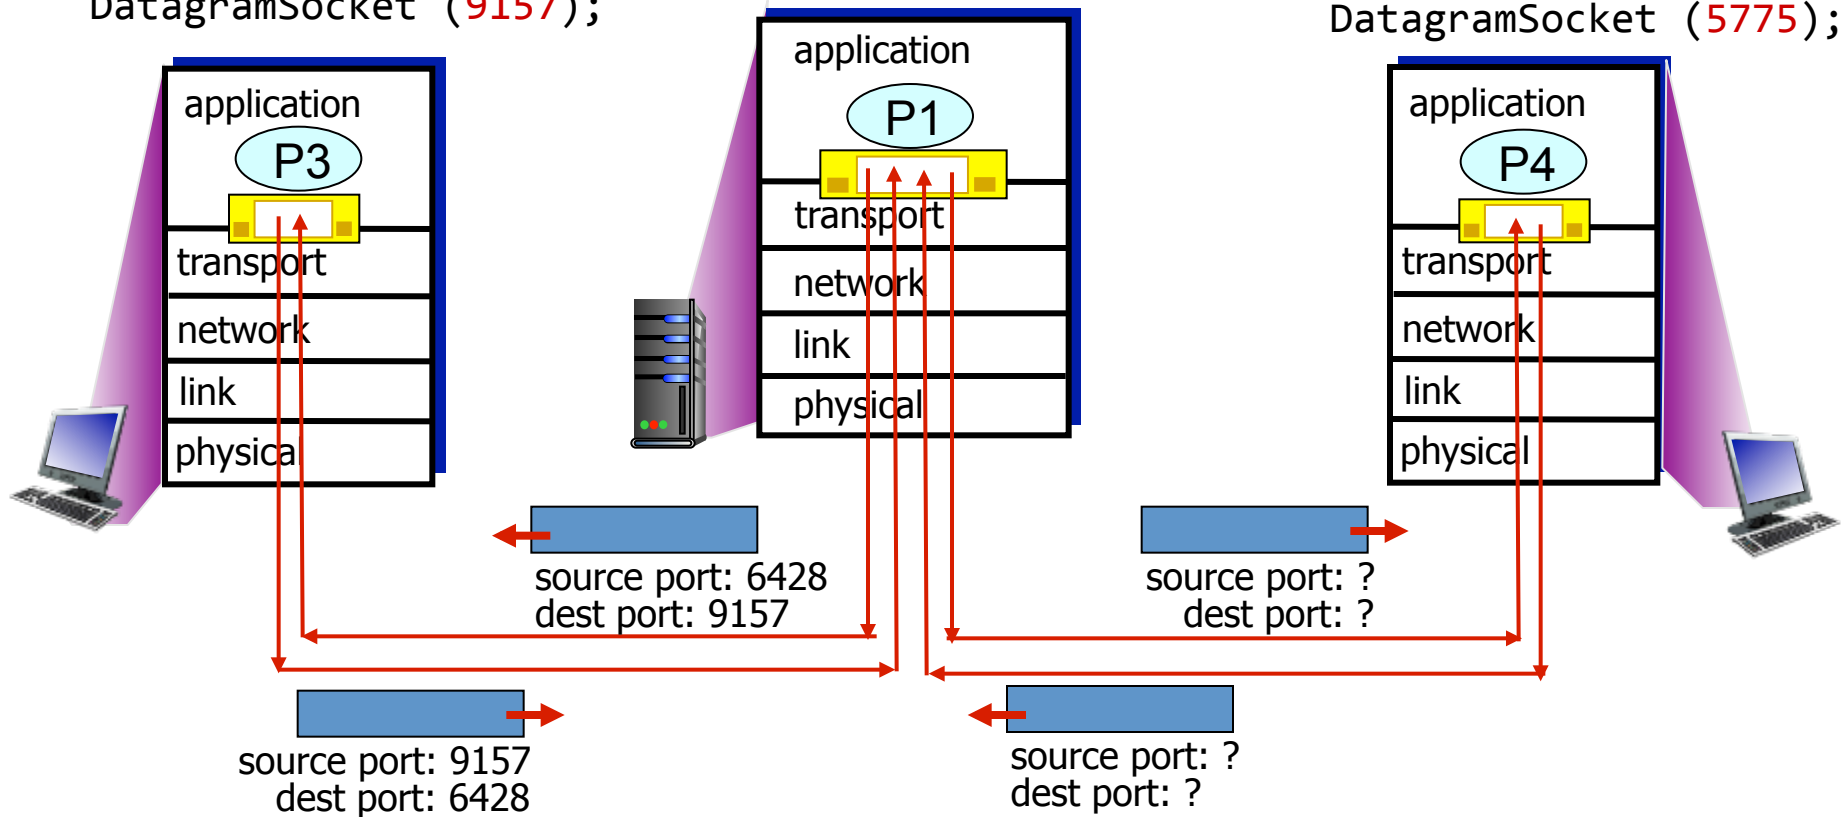 DatagramSocket (9157);
DatagramSocket (5775);
application
P3
transport
network
link
physical
application
P1
transport
network
link
physical
application
P4
transport
network
link
physical
source port: 6428
dest port: 9157
source port: ?
dest port: ?
source port: 9157
dest port: 6428
source port: ?
dest port: ?